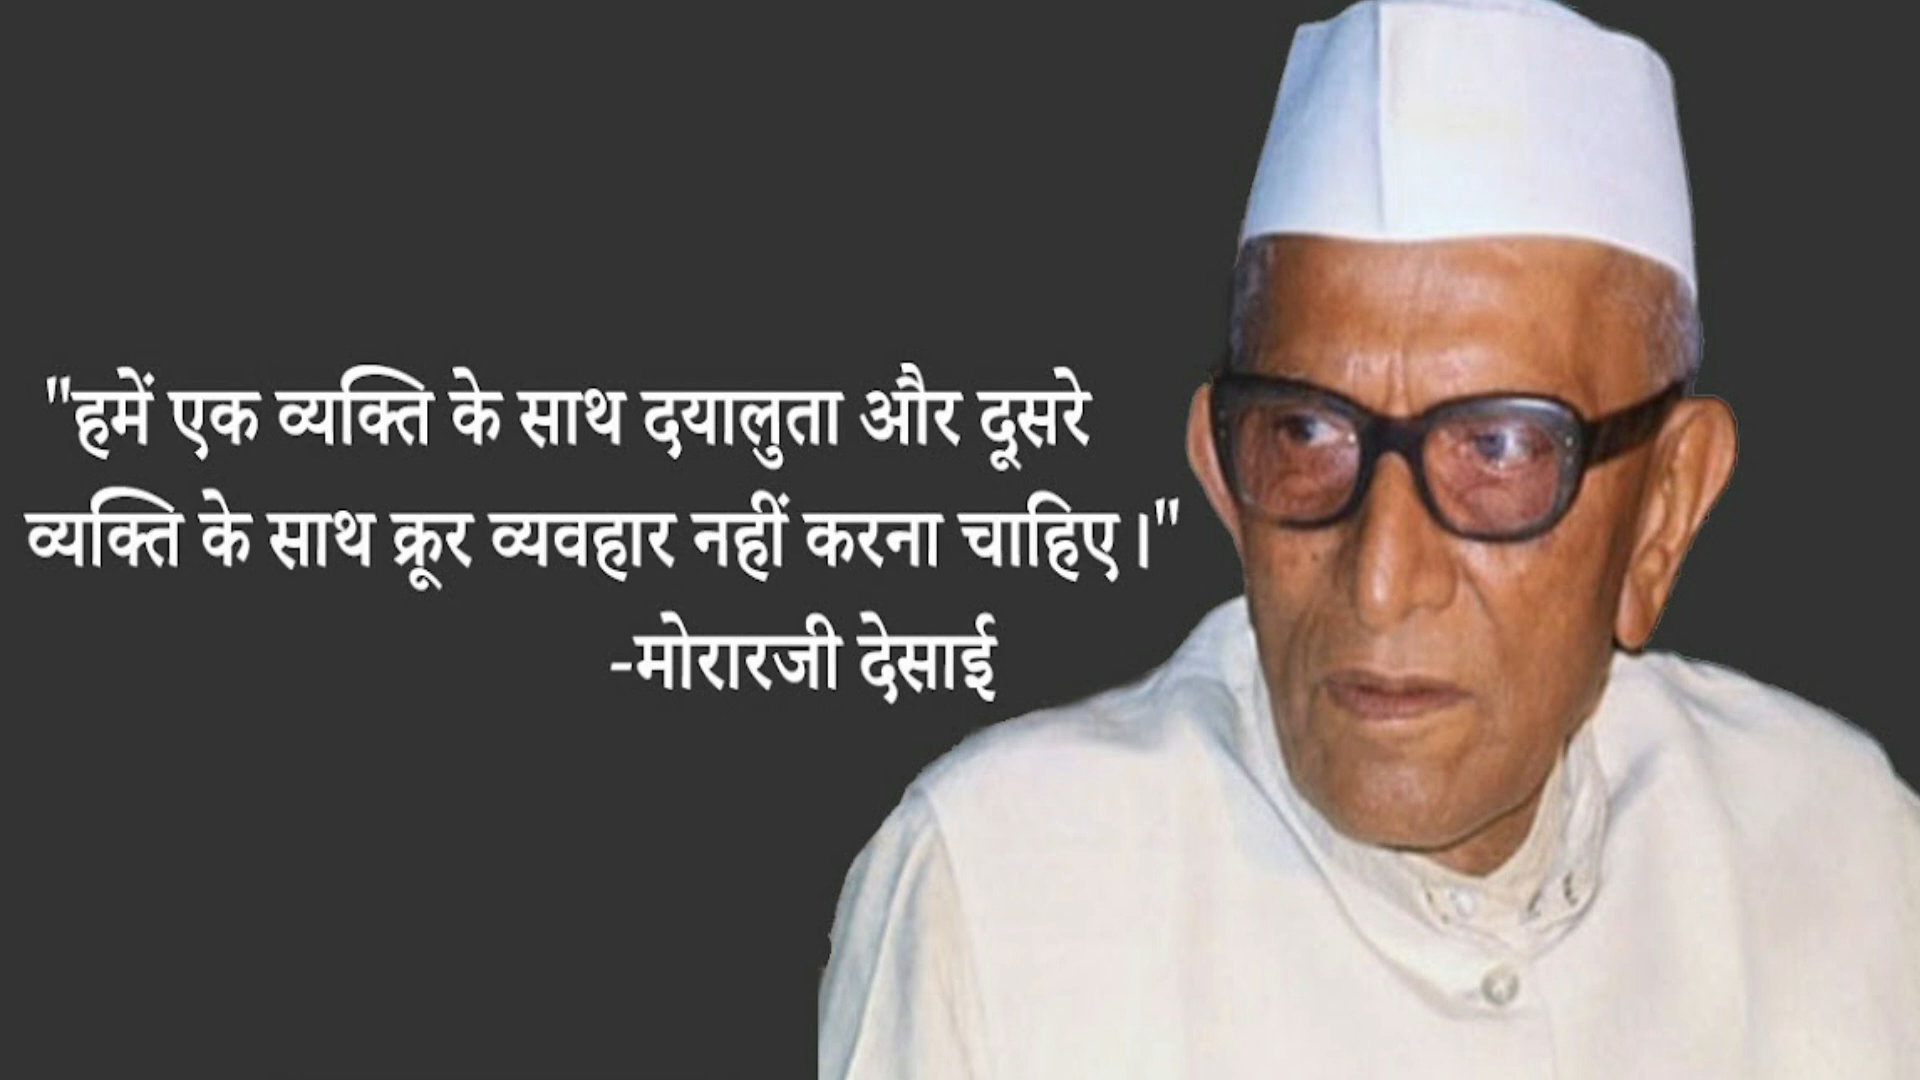 "हमें एक व्यक्ति के साथ दयालुता और दूसरे
व्यक्ति के साथ क्रूर व्यवहार नहीं करना चाहिए।"
-मोरारजी देसाई